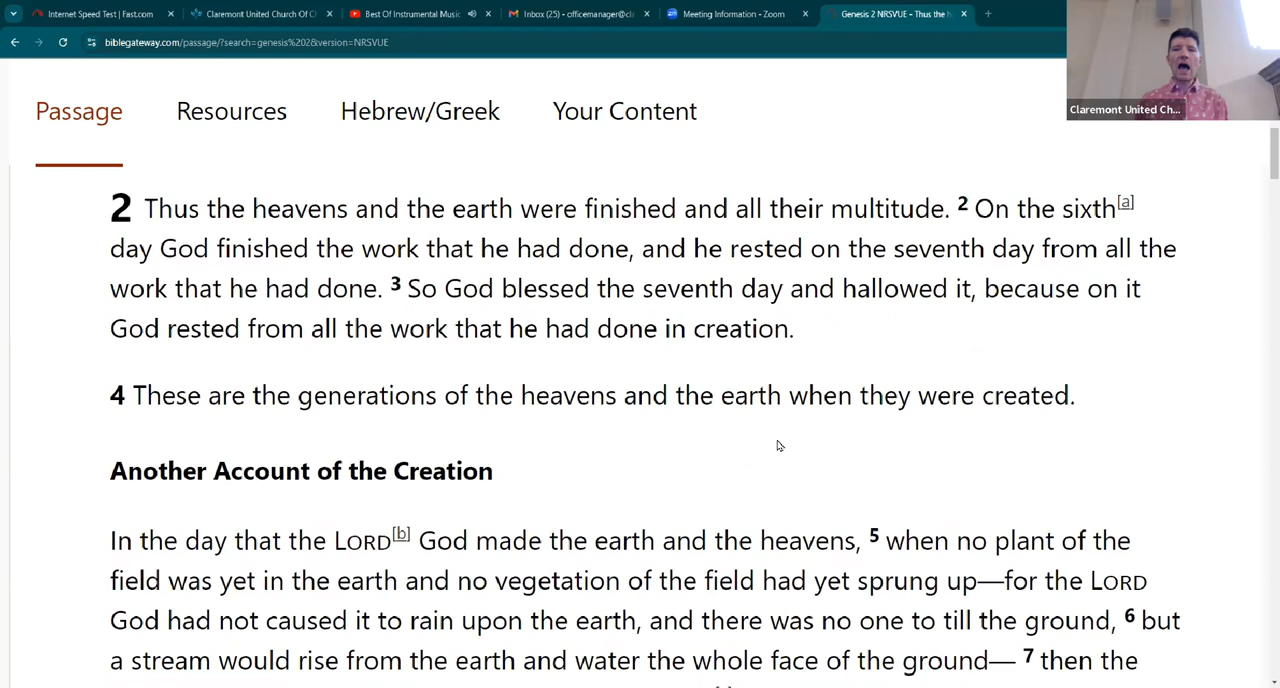 Internet Speed Test | Fast.com
Claremont United Church Of C
Best Of Instrumental Music
Inbox (25) - officemanager@cl
Meeting Information - Zoom
Genesis 2 NRSVUE - Thus the h
biblegateway.com/passage/?search=genesis%202&version=NRSVUE
Claremont United Ch...
Passage
Resources
Hebrew/Greek
Your Content
2 Thus the heavens and the earth were finished and all their multitude. 2 On the sixth[a]
day God finished the work that he had done, and he rested on the seventh day from all the
work that he had done. 3 So God blessed the seventh day and hallowed it, because on it
God rested from all the work that he had done in creation.
4 These are the generations of the heavens and the earth when they were created.
Another Account of the Creation
In the day that the LORD[b] God made the earth and the heavens, 5 when no plant of the
field was yet in the earth and no vegetation of the field had yet sprung up—for the LORD
God had not caused it to rain upon the earth, and there was no one to till the ground, 6 but
a stream would rise from the earth and water the whole face of the ground— 7 then the